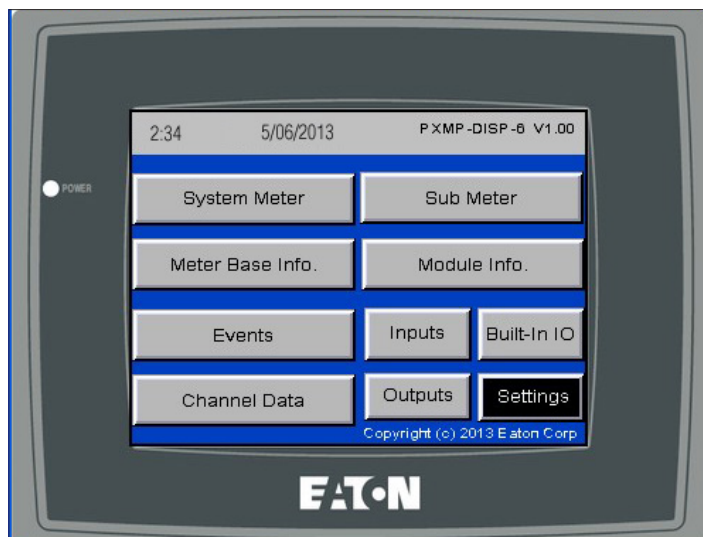 2:34 5/06/2013 PXMP-DISP-6 V1.00
POWER
System Meter Sub Meter
Meter Base Info. Module Info.
Events Inputs Built-In IO
Channel Data Outputs Settings
Copyright (c) 2013 Eaton Corp
EATON